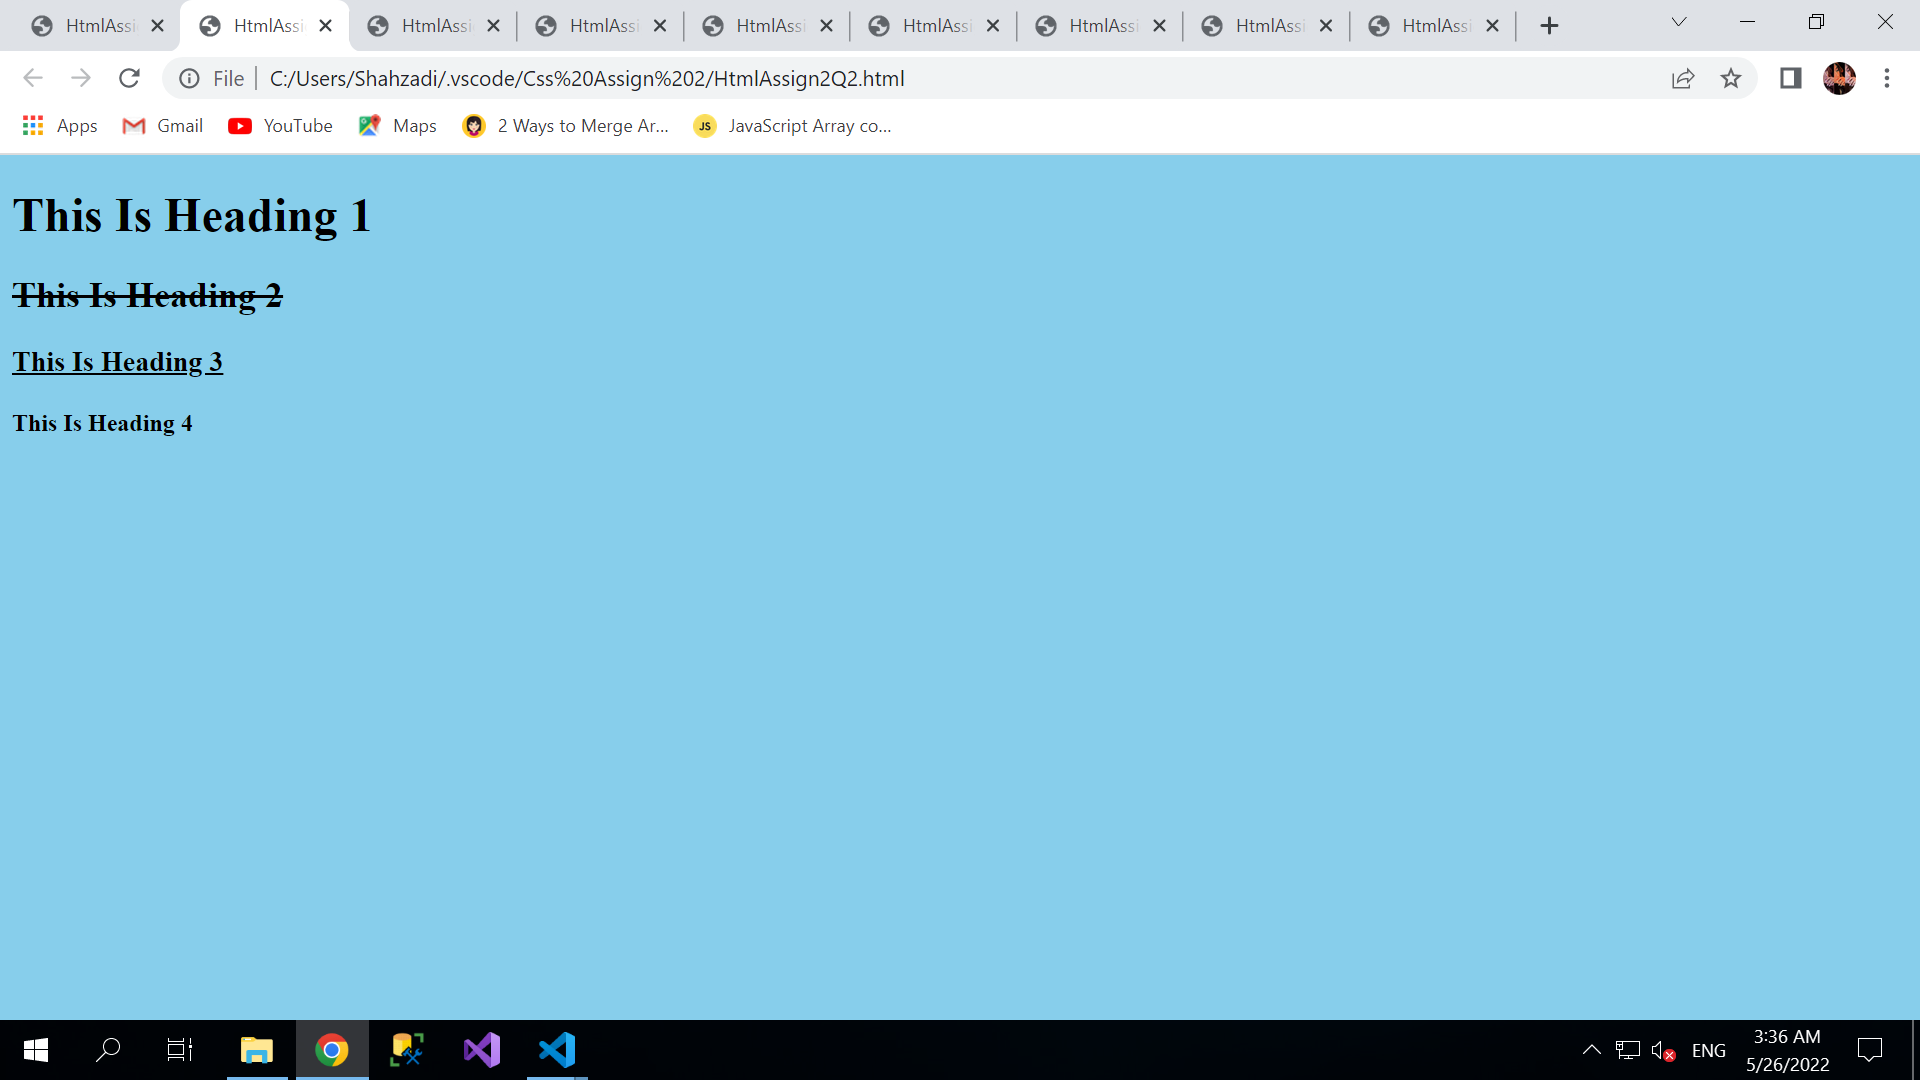 HtmlAssi
HtmlAssi
HtmlAssi
HtmlAssi
HtmlAssi
HtmlAssi
HtmlAssi
HtmlAssi
HtmlAssi
File
C:/Users/Shahzadi/.vscode/Css%20Assign%202/HtmlAssign2Q2.html
Apps
Gmail
YouTube
Maps
2 Ways to Merge Ar...
JS
JavaScript Array co...
This Is Heading 1
This Is Heading 2
This Is Heading 3
This Is Heading 4
ENG
3:36 AM
5/26/2022